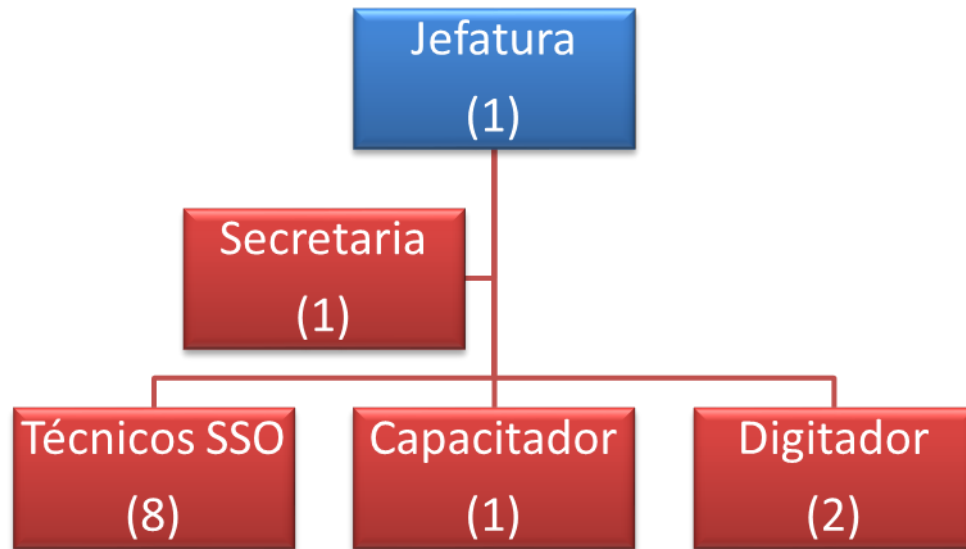 Jefatura
(1)
Secretaria
(1)
Técnicos SSO
(8)
Capacitador
(1)
Digitador
(2)